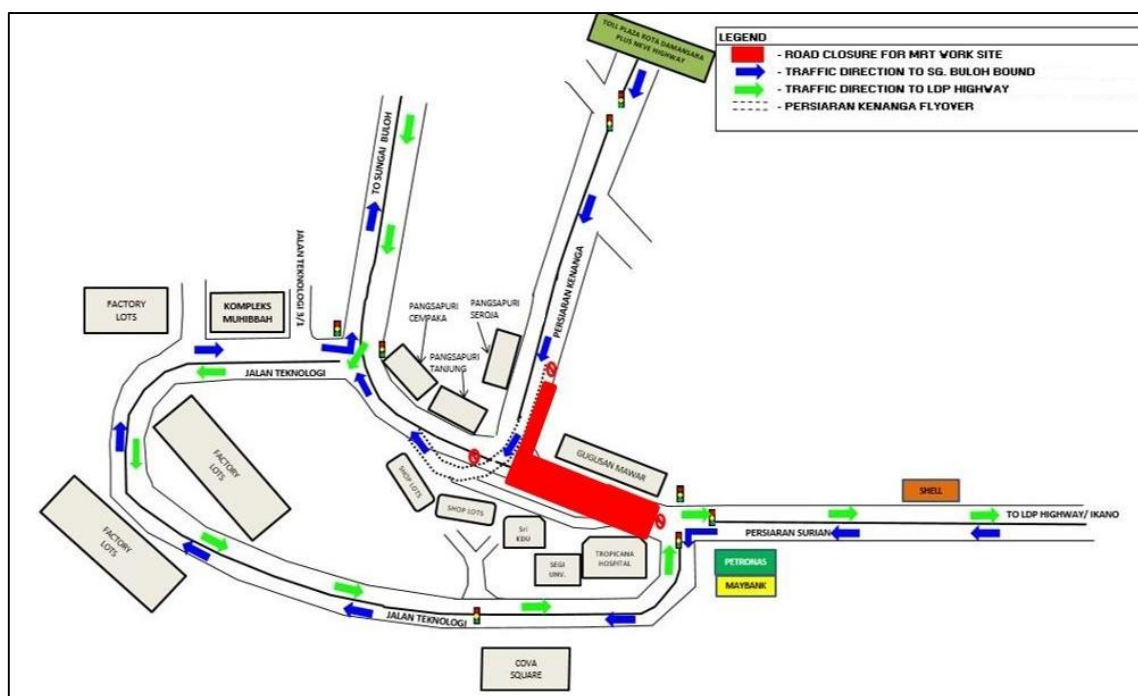 TOLL PLAZA KOTA DAMANSARA
PLUS NKVE HIGHWAY
LEGEND
- ROAD CLOSURE FOR MRT WORK SITE
- TRAFFIC DIRECTION TO SG. BULOH BOUND
- TRAFFIC DIRECTION TO LDP HIGHWAY
- PERSIARAN KENANGA FLYOVER
TO SUNGAI BULOH
PERSIARAN KENANGA
JALAN TEKNOLOGI 3/1
FACTORY
LOTS
KOMPLEKS
MUHIBBAH
PANGSAPURI
CEMPAKA
PANGSAPURI
SEROJA
PANGSAPURI
TANJUNG
JALAN TEKNOLOGI
FACTORY
LOTS
FACTORY
LOTS
SHOP LOTS
SHOP LOTS
GUGUSAN MAWAR
Sri
KDU
SEGI
UNV.
TROPICANA
HOSPITAL
SHELL
TO LDP HIGHWAY/ IKANO
PERSIARAN SURIAN
PETRONAS
MAYBANK
JALAN TEKNOLOGI
COVA
SQUARE